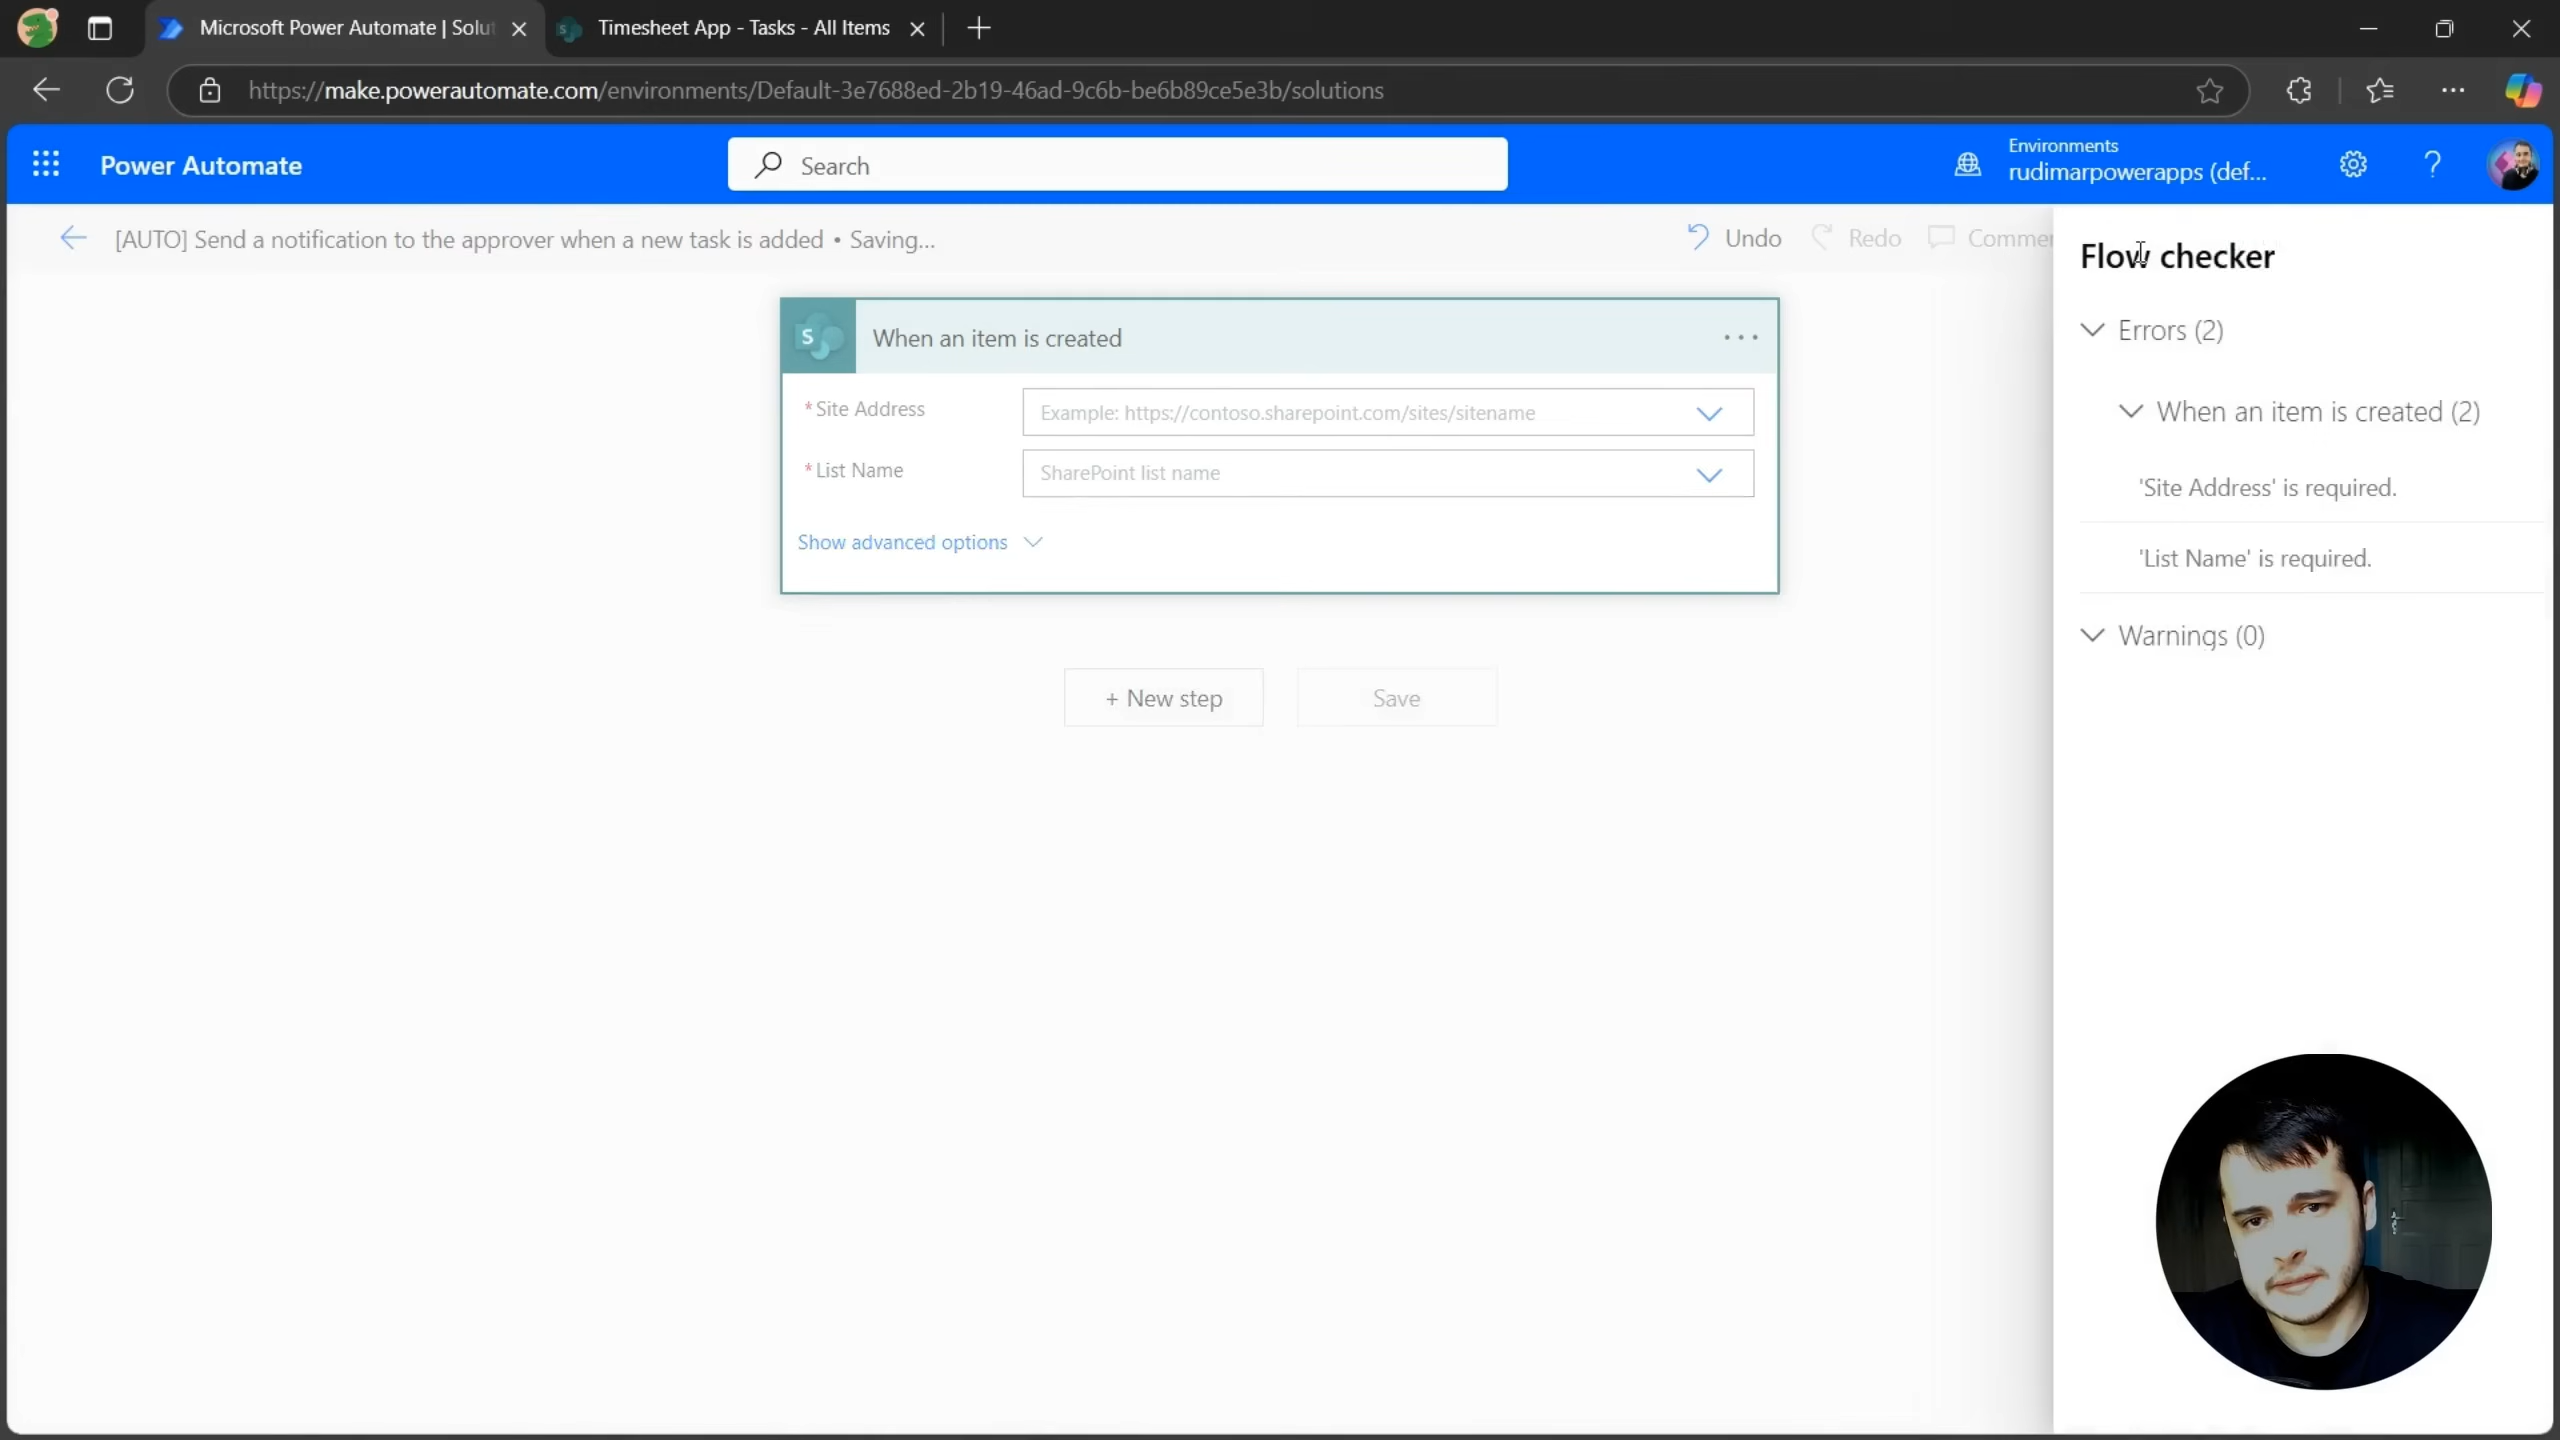 Microsoft Power Automate | Solut
Timesheet App - Tasks - All Items
https://make.powerautomate.com/environments/Default-3e7688ed-2b19-46ad-9c6b-be6b89ce5e3b/solutions
Power Automate
Search
Environments
rudimarpowerapps (def...
[AUTO] Send a notification to the approver when a new task is added • Saving...
Undo
Redo
Commen
Flow checker
Errors (2)
When an item is created (2)
'Site Address' is required.
'List Name' is required.
Warnings (0)
S
When an item is created
* Site Address
Example: https://contoso.sharepoint.com/sites/sitename
* List Name
SharePoint list name
Show advanced options
+ New step
Save